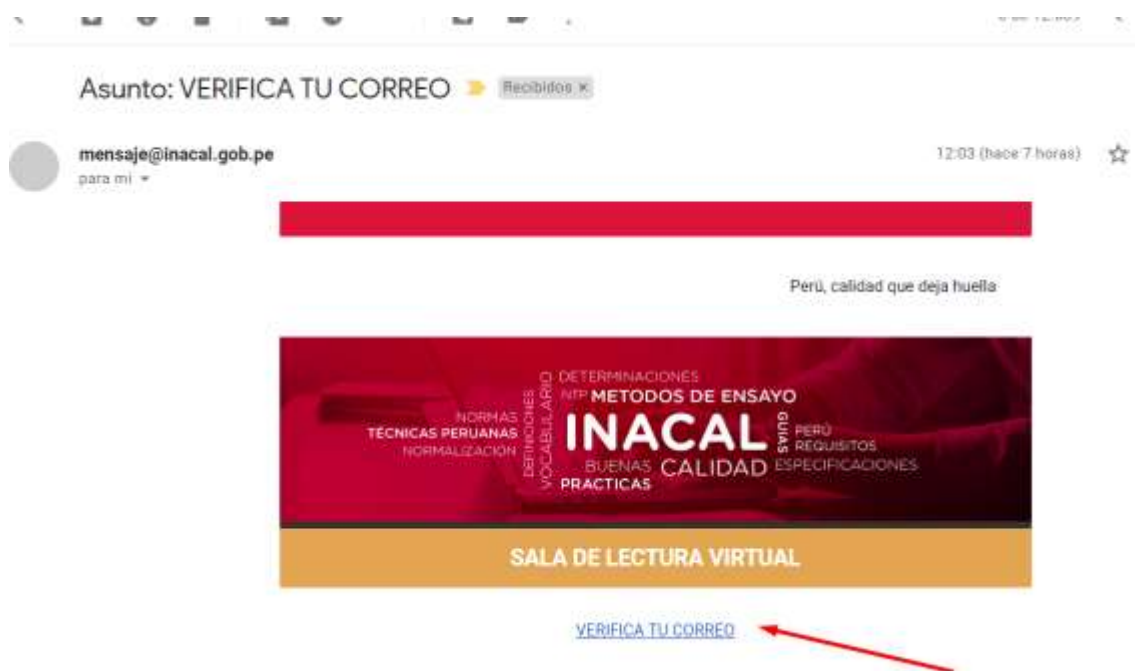 Asunto: VERIFICA TU CORREO
Recibidos ×
mensaje@inacal.gob.pe
12:03 (hace 7 horas)
para mi
Perú, calidad que deja huella
DETERMINACIONES
NTP METODOS DE ENSAYO
NORMAS
TÉCNICAS PERUANAS
NORMALIZACIÓN
DEFINICIONES
VOCABULARIO
INACAL
GUIAS
PERÚ
REQUISITOS
BUENAS CALIDAD ESPECIFICACIONES
PRACTICAS
SALA DE LECTURA VIRTUAL
VERIFICA TU CORREO